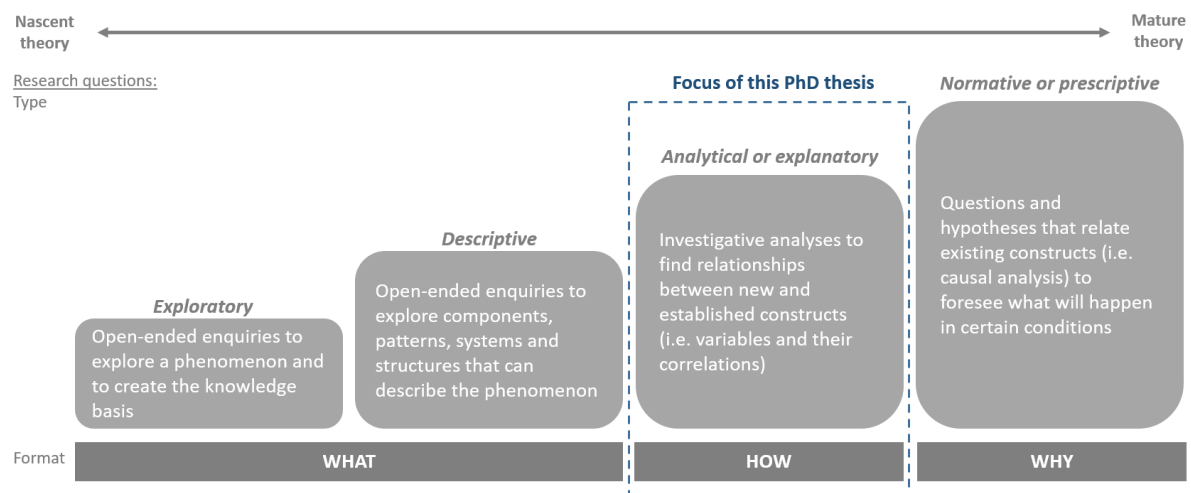 Nascent
theory
Mature
theory
Research questions:
Type
Focus of this PhD thesis
Normative or prescriptive
Analytical or explanatory
Descriptive
Exploratory
Open-ended enquiries to
explore a phenomenon and
to create the knowledge
basis
Open-ended enquiries to
explore components,
patterns, systems and
structures that can
describe the phenomenon
Investigative analyses to
find relationships
between new and
established constructs
(i.e. variables and their
correlations)
Questions and
hypotheses that relate
existing constructs (i.e.
causal analysis) to
foresee what will happen
in certain conditions
Format
WHAT
HOW
WHY